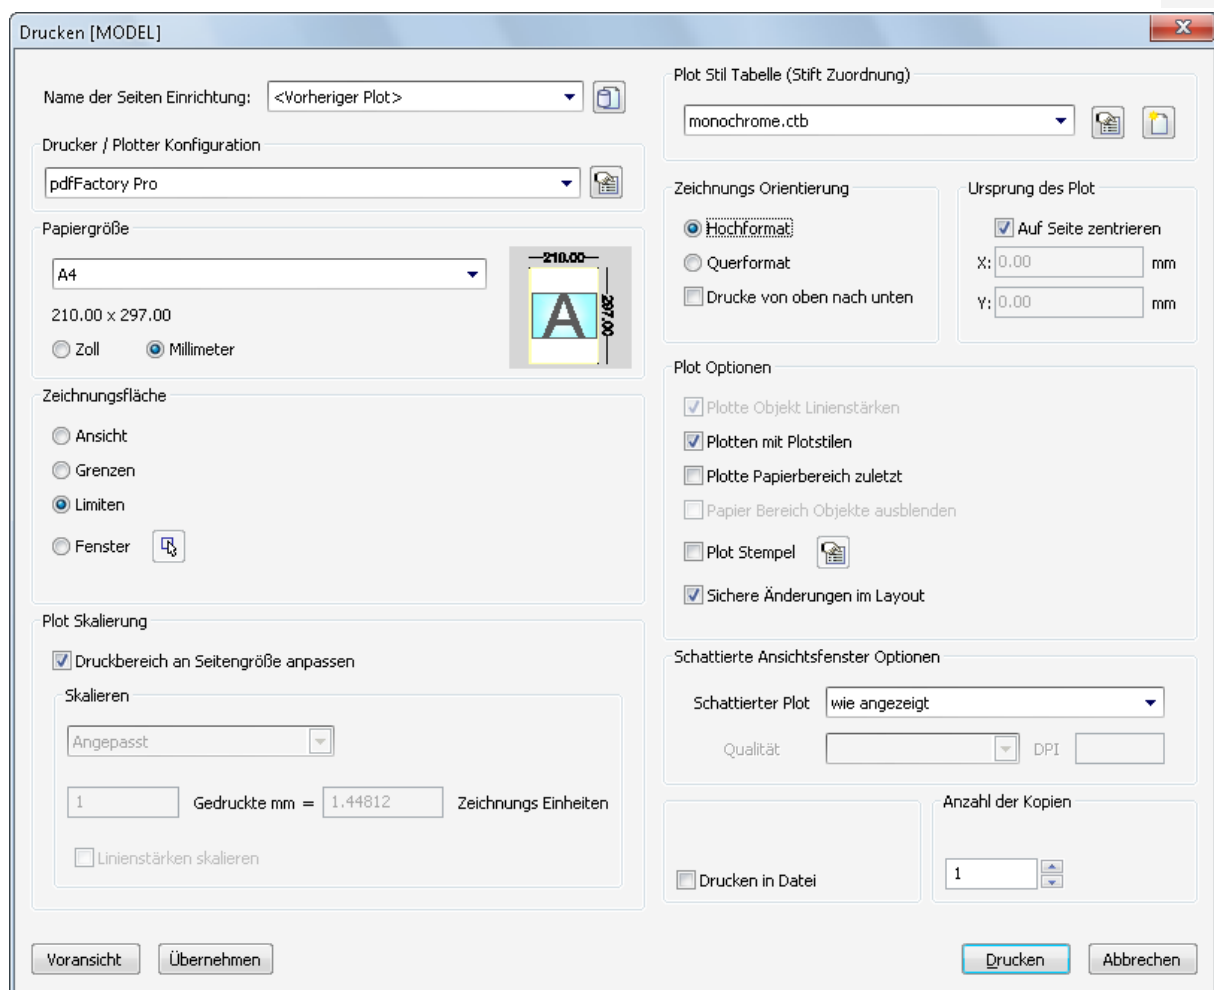 Drucken [MODEL]
Name der Seiten Einrichtung:
<Vorheriger Plot>
Drucker / Plotter Konfiguration
pdfFactory Pro
Papiergröße
A4
210.00 x 297.00
Zoll
Millimeter
210.00
297.00
A
Zeichnungsfläche
Ansicht
Grenzen
Limiten
Fenster
Plot Skalierung
Druckbereich an Seitengröße anpassen
Skalieren
Angepasst
1 Gedruckte mm = 1.44812 Zeichnungs Einheiten
Linienstärken skalieren
Plot Stil Tabelle (Stift Zuordnung)
monochrome.ctb
Zeichnungs Orientierung
Hochformat
Querformat
Drucke von oben nach unten
Ursprung des Plot
Auf Seite zentrieren
X: 0.00 mm
Y: 0.00 mm
Plot Optionen
Plotte Objekt Linienstärken
Plotten mit Plotstilen
Plotte Papierbereich zuletzt
Papier Bereich Objekte ausblenden
Plot Stempel
Sichere Änderungen im Layout
Schattierte Ansichtsfenster Optionen
Schattierter Plot wie angezeigt
Qualität DPI
Drucken in Datei
Anzahl der Kopien
1
Voransicht
Übernehmen
Drucken
Abbrechen